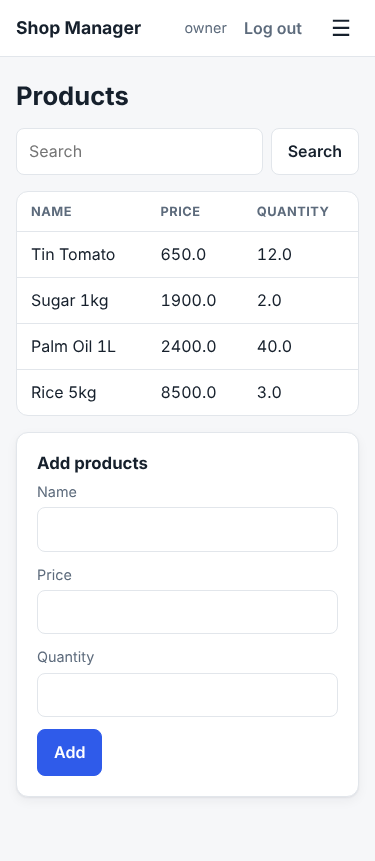 Shop Manager owner Log out ☰
Products
Search Search
NAME PRICE QUANTITY
Tin Tomato 650.0 12.0
Sugar 1kg 1900.0 2.0
Palm Oil 1L 2400.0 40.0
Rice 5kg 8500.0 3.0
Add products
Name
Price
Quantity
Add